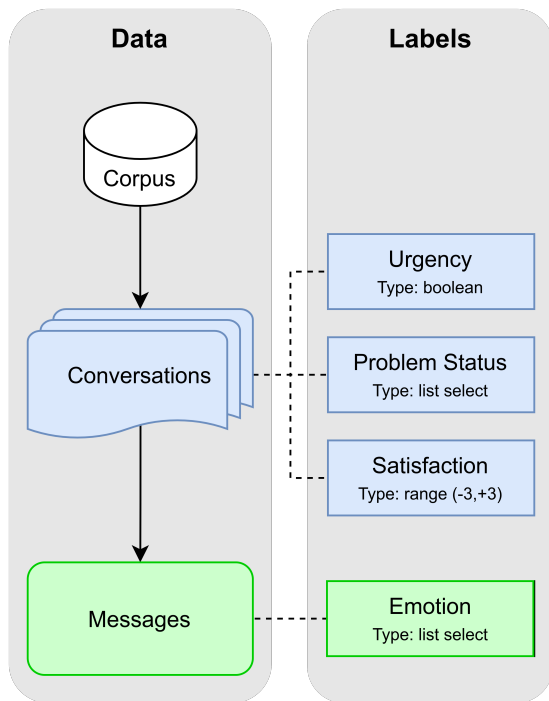 Data
Labels
Corpus
Urgency
Type: boolean
Conversations
Problem Status
Type: list select
Satisfaction
Type: range (-3,+3)
Messages
Emotion
Type: list select